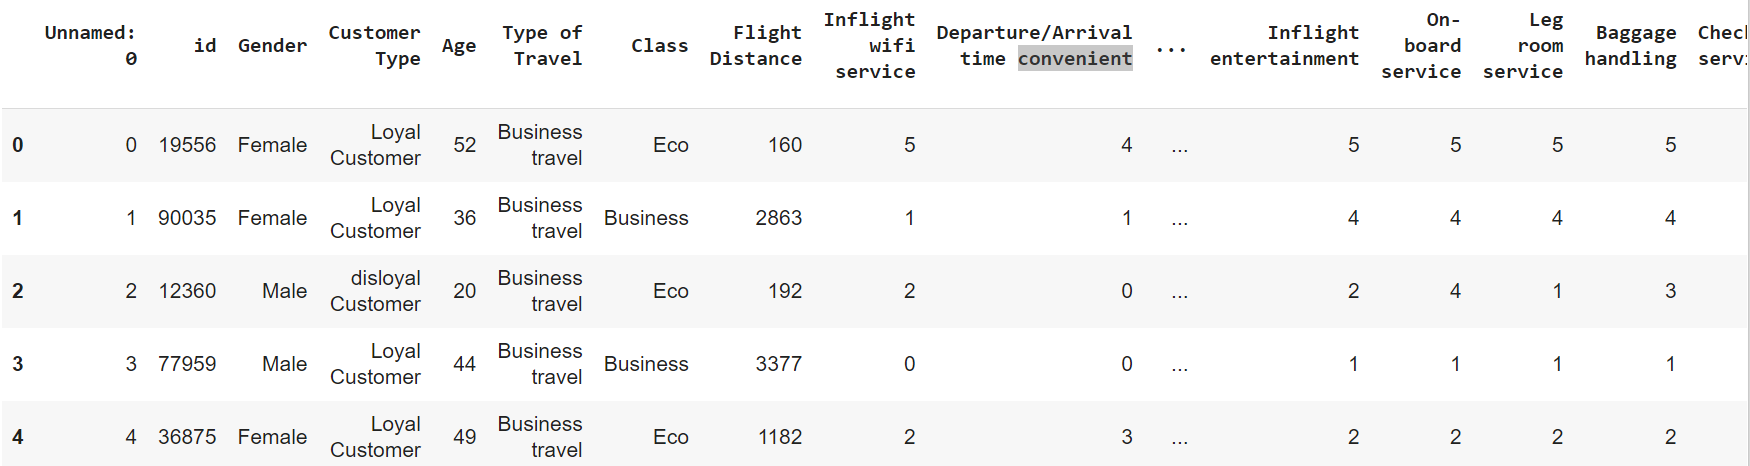 Unnamed: 0 id Gender Customer Type Age Type of Travel Class Flight Distance Inflight wifi service Departure/Arrival time convenient ... Inflight entertainment On-board service Leg room service Baggage handling
0 0 19556 Female Loyal Customer 52 Business travel Eco 160 5 4 ... 5 5 5 5
1 1 90035 Female Loyal Customer 36 Business travel Business 2863 1 1 ... 4 4 4 4
2 2 12360 Male disloyal Customer 20 Business travel Eco 192 2 0 ... 2 4 1 3
3 3 77959 Male Loyal Customer 44 Business travel Business 3377 0 0 ... 1 1 1 1
4 4 36875 Female Loyal Customer 49 Business travel Eco 1182 2 3 ... 2 2 2 2